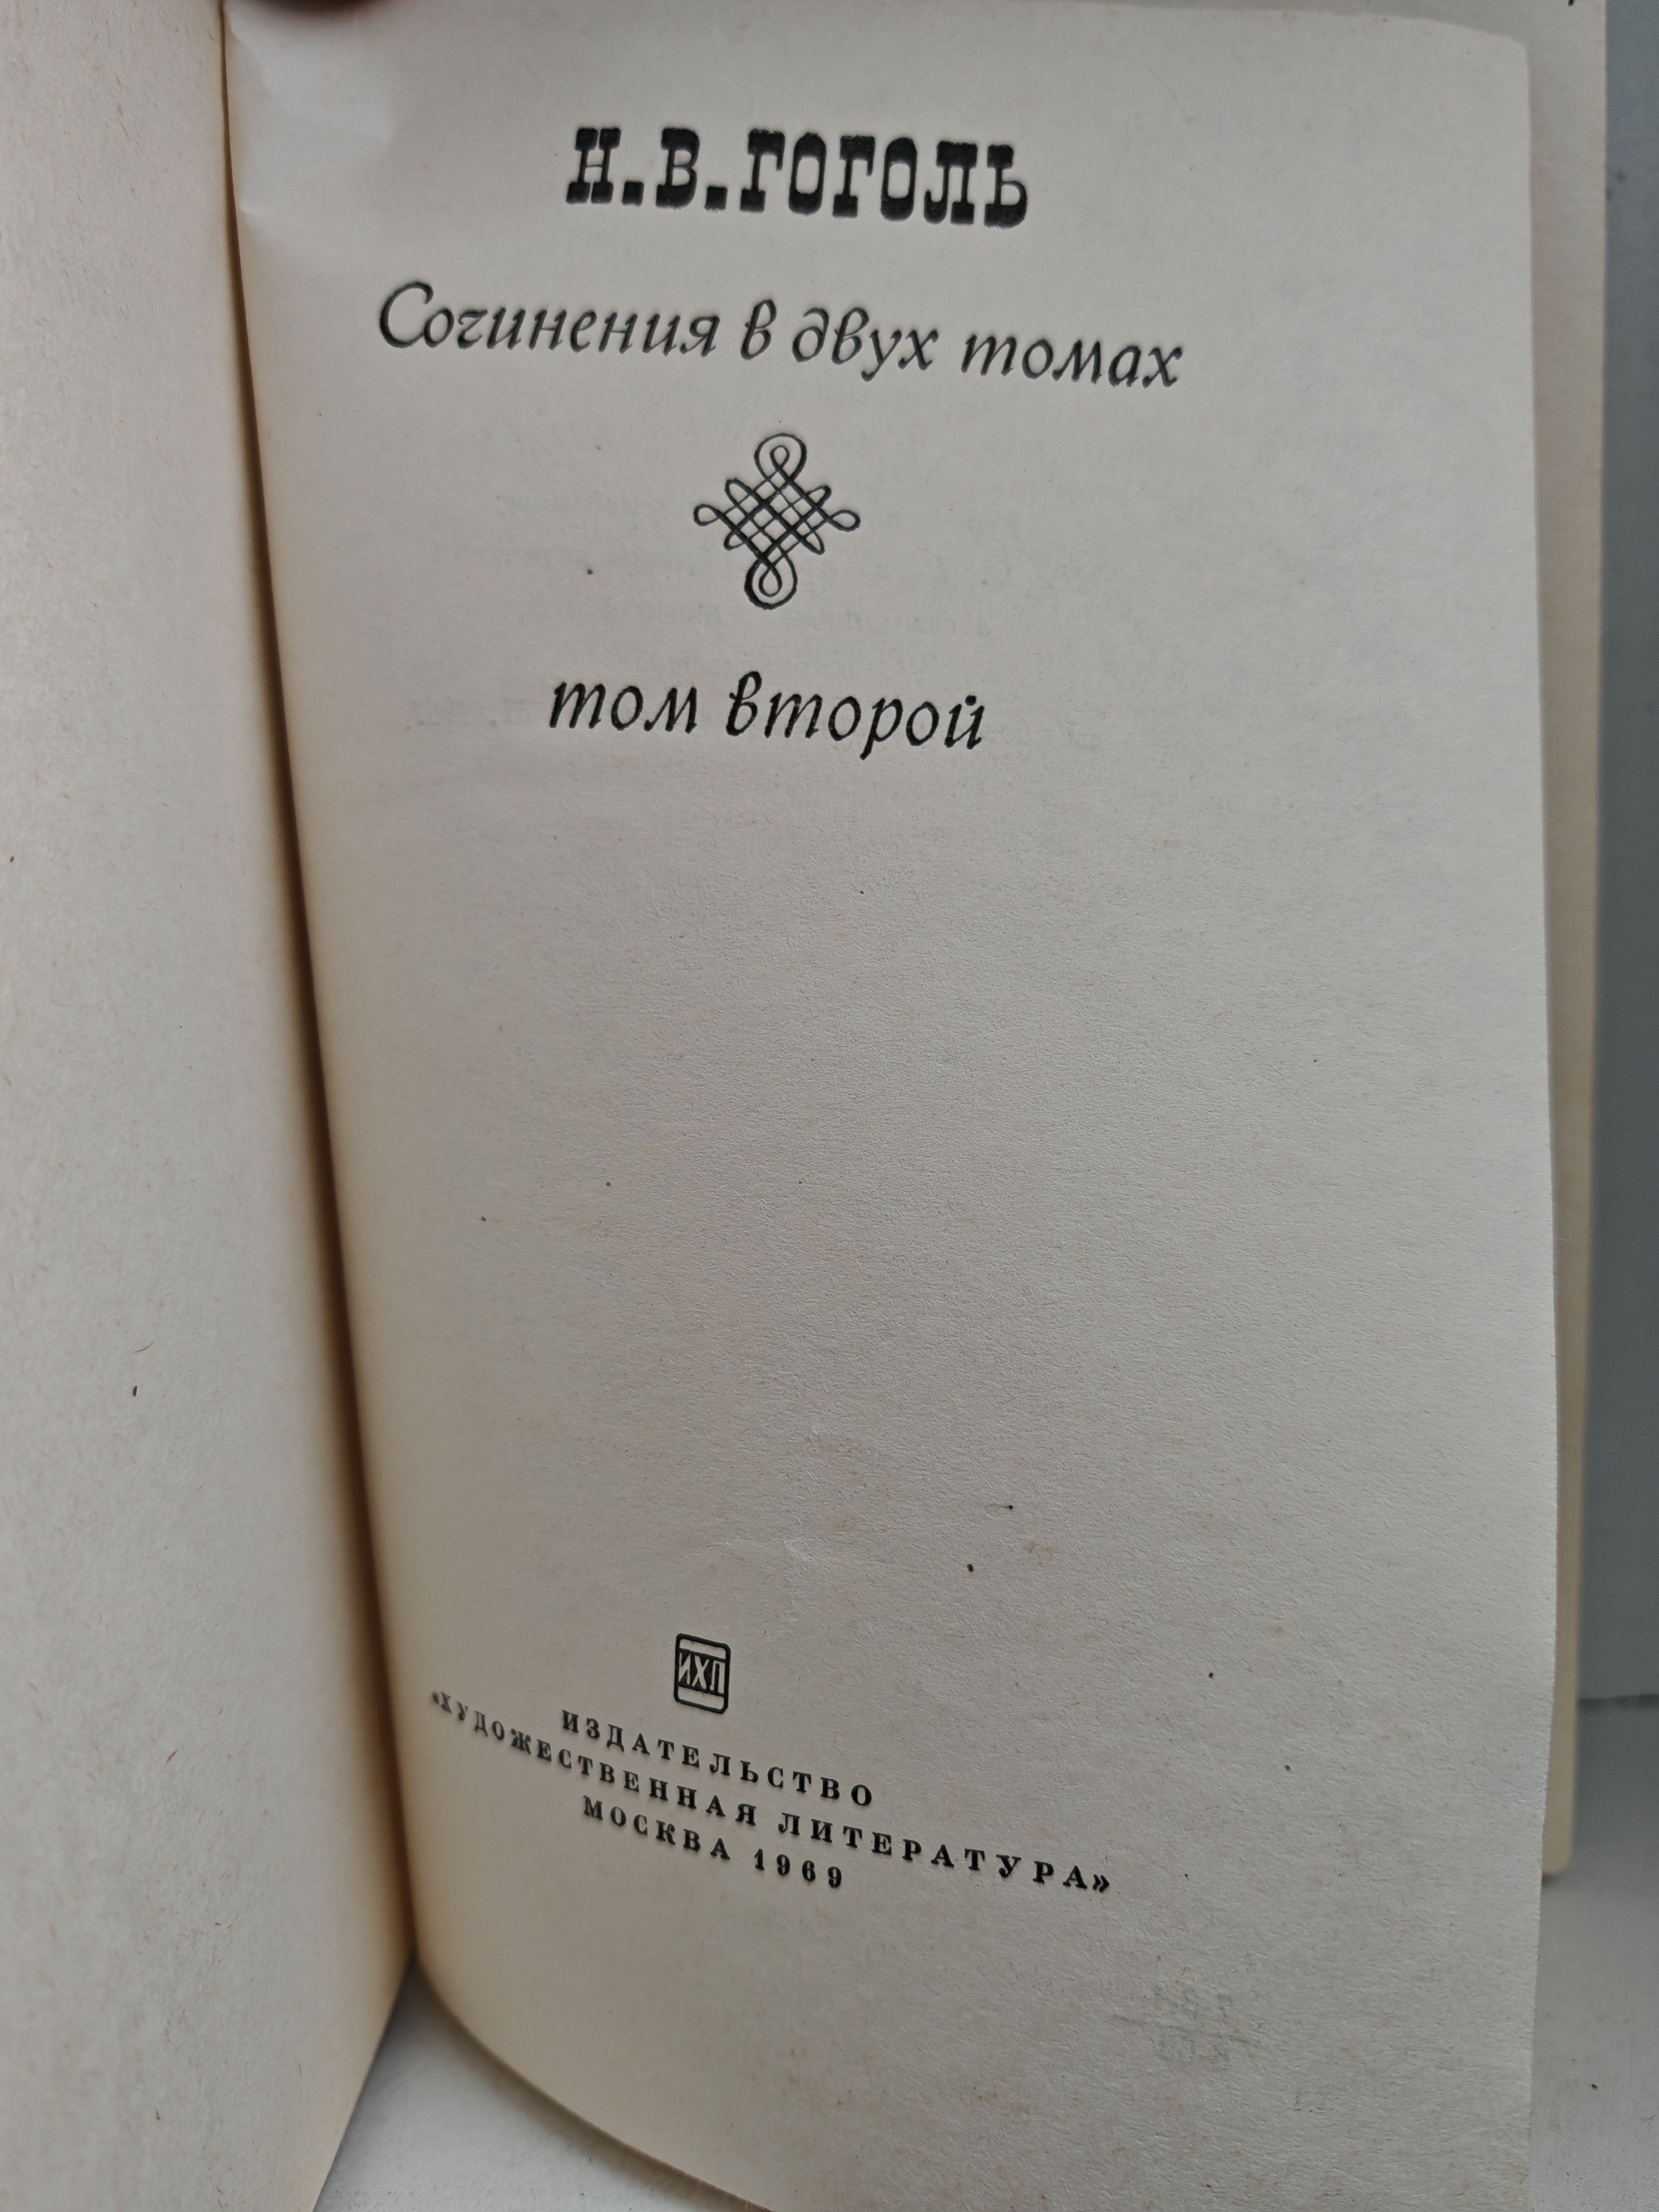 Н.В.ГОГОЛЬ
Сочинения в двух томах
том второй
ИХЛ
ИЗДАТЕЛЬСТВО
«ХУДОЖЕСТВЕННАЯ ЛИТЕРАТУРА»
МОСКВА 1969